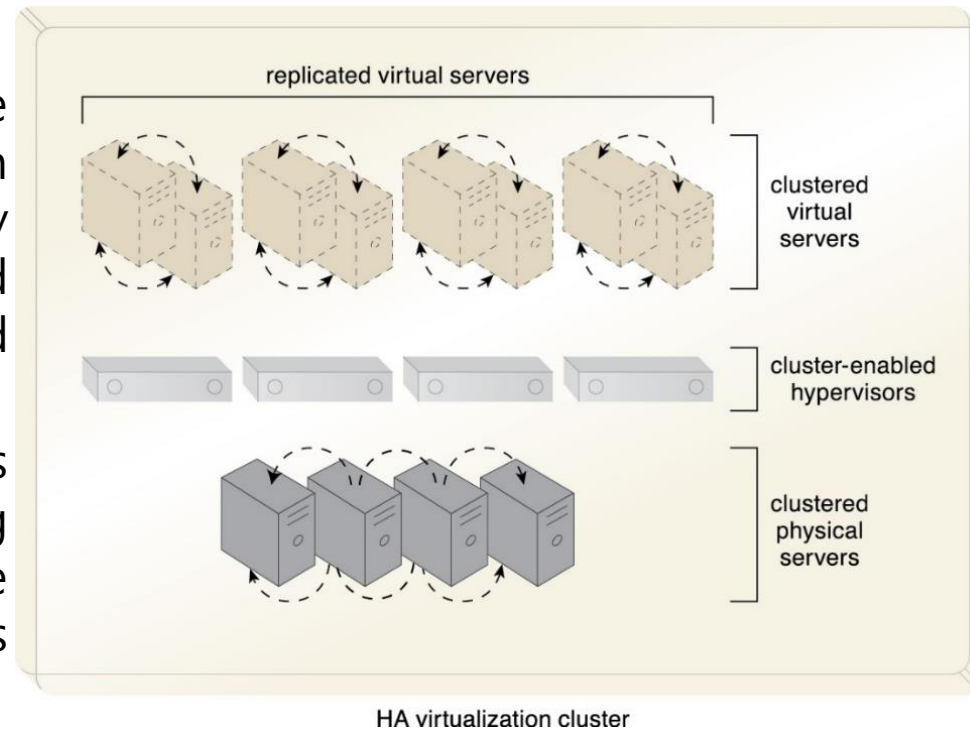 replicated virtual servers
clustered
virtual
servers
cluster-enabled
hypervisors
clustered
physical
servers
HA virtualization cluster